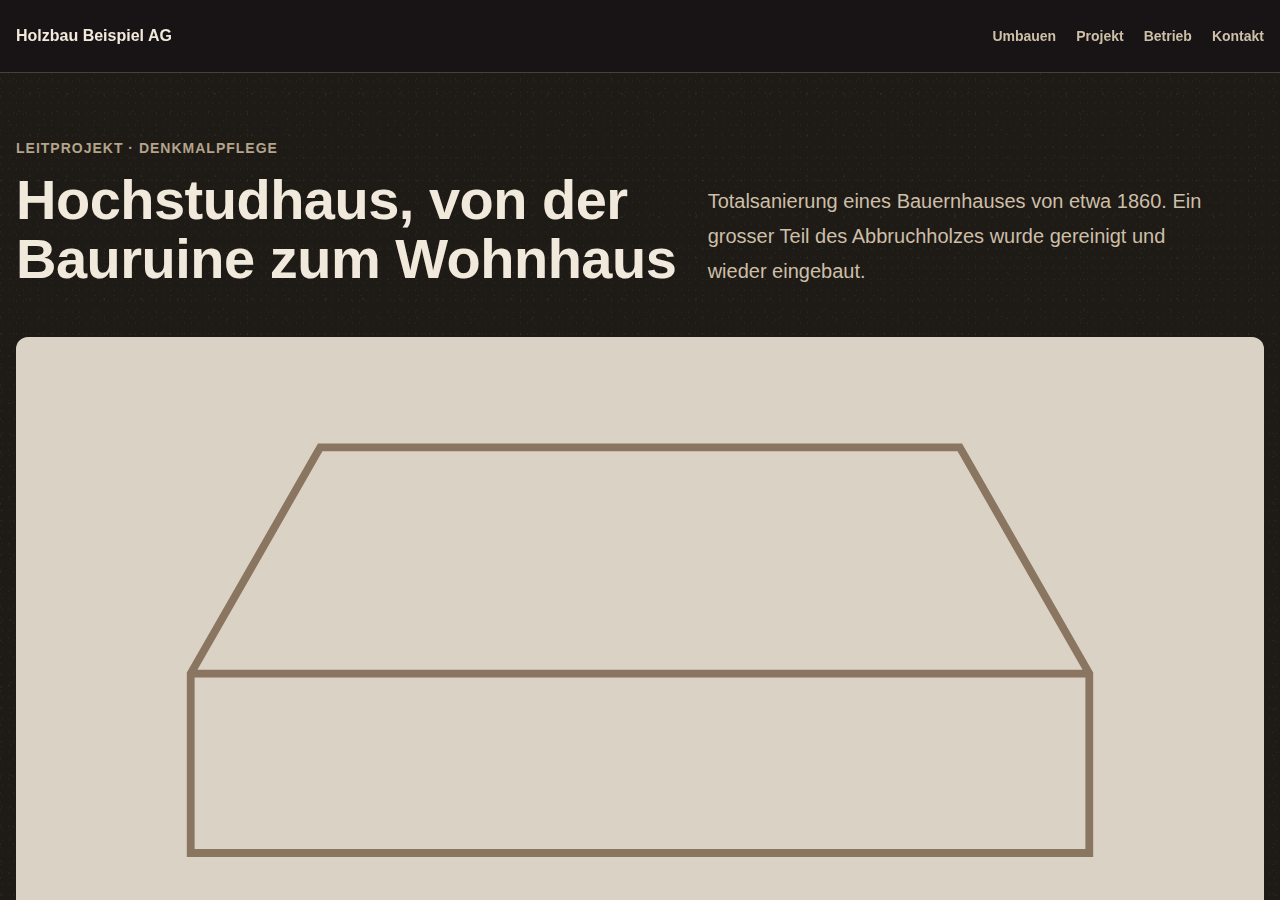 Holzbau Beispiel AG
Umbauen Projekt Betrieb Kontakt
LEITPROJEKT · DENKMALPFLEGE
Hochstudhaus, von der
Bauruine zum Wohnhaus
Totalsanierung eines Bauernhauses von etwa 1860. Ein
grosser Teil des Abbruchholzes wurde gereinigt und
wieder eingebaut.